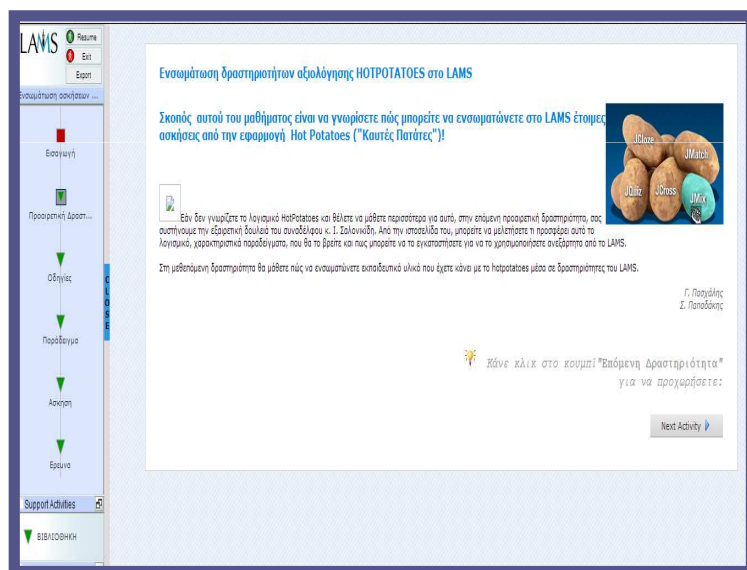 LAMS
Resume
Exit
Export
Ενσωμάτωση ασκήσεων ...
Εισαγωγή
Προαιρετική Δραστ...
Οδηγίες
Παράδειγμα
Ασκηση
Ερευνα
Support Activities
ΒΙΒΛΙΟΘΗΚΗ
CLOSE
Ενσωμάτωση δραστηριοτήτων αξιολόγησης HOTPOTATOES στο LAMS
Σκοπός αυτού του μαθήματος είναι να γνωρίσετε πώς μπορείτε να ενσωματώνετε στο LAMS έτοιμες
ασκήσεις από την εφαρμογή Hot Potatoes ("Καυτές Πατάτες")!
JCloze
JMatch
JQuiz
JCross
JMix
Εάν δεν γνωρίζετε το λογισμικό HotPotatoes και θέλετε να μάθετε περισσότερα για αυτό, στην επόμενη προαιρετική δραστηριότητα, σας
συστήνουμε την εξαιρετική δουλειά του συναδέλφου κ. Ι. Σαλονικίδη. Από την ιστοσελίδα του, μπορείτε να μελετήσετε τι προσφέρει αυτό το
λογισμικό, χαρακτηριστικά παραδείγματα, που θα το βρείτε και πως μπορείτε να το εγκαταστήσετε για να το χρησιμοποιήσετε ανεξάρτητα από το LAMS.
Στη μεθεπόμενη δραστηριότητα θα μάθετε πώς να ενσωματώνετε εκπαιδευτικό υλικό που έχετε κάνει με το hotpotatoes μέσα σε δραστηριότητες του LAMS.
Γ. Πασχάλης
Σ. Παπαδάκης
Κάνε κλικ στο κουμπί "Επόμενη Δραστηριότητα"
για να προχωρήσετε:
Next Activity